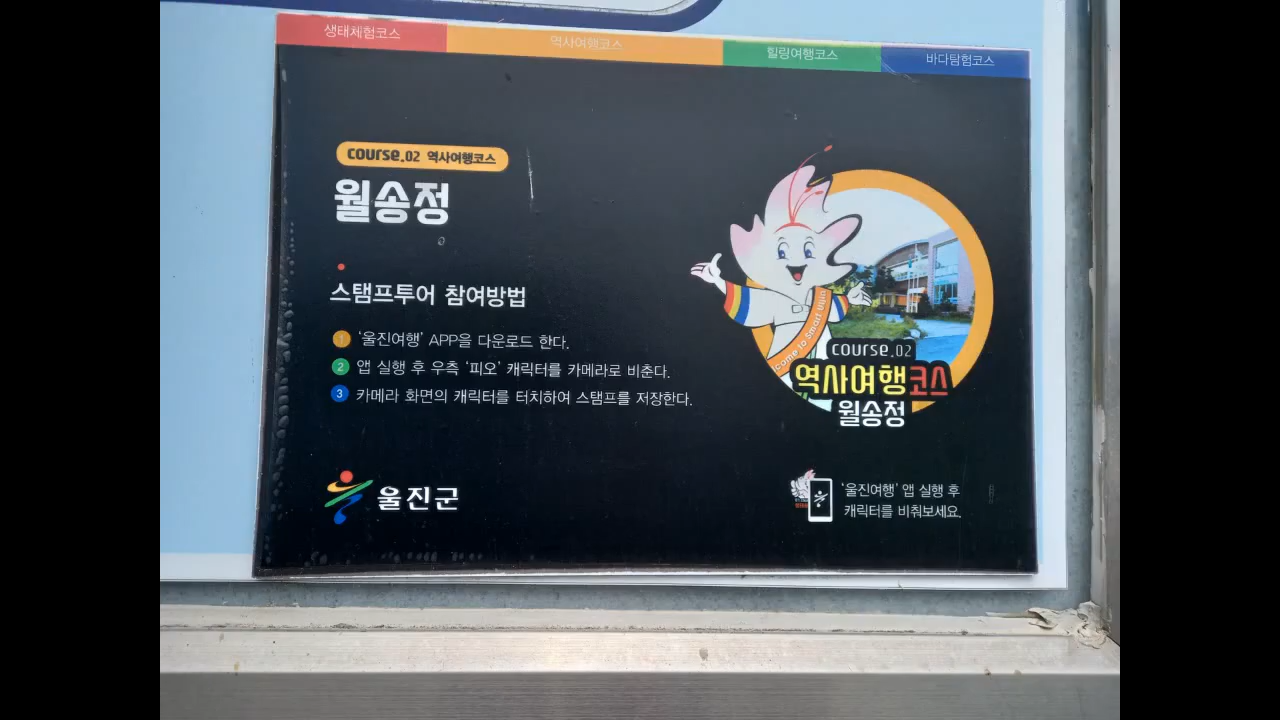 생태체험코스
역사여행코스
힐링여행코스
바다탐험코스
course.02 역사여행코스
월송정
스탬프투어 참여방법
1 '울진여행' APP을 다운로드 한다.
2 앱 실행 후 우측 '피오' 캐릭터를 카메라로 비춘다.
3 카메라 화면의 캐릭터를 터치하여 스탬프를 저장한다.
울진군
come to Smart Uljin
course.02
역사여행코스
월송정
'울진여행' 앱 실행 후
캐릭터를 비춰보세요.